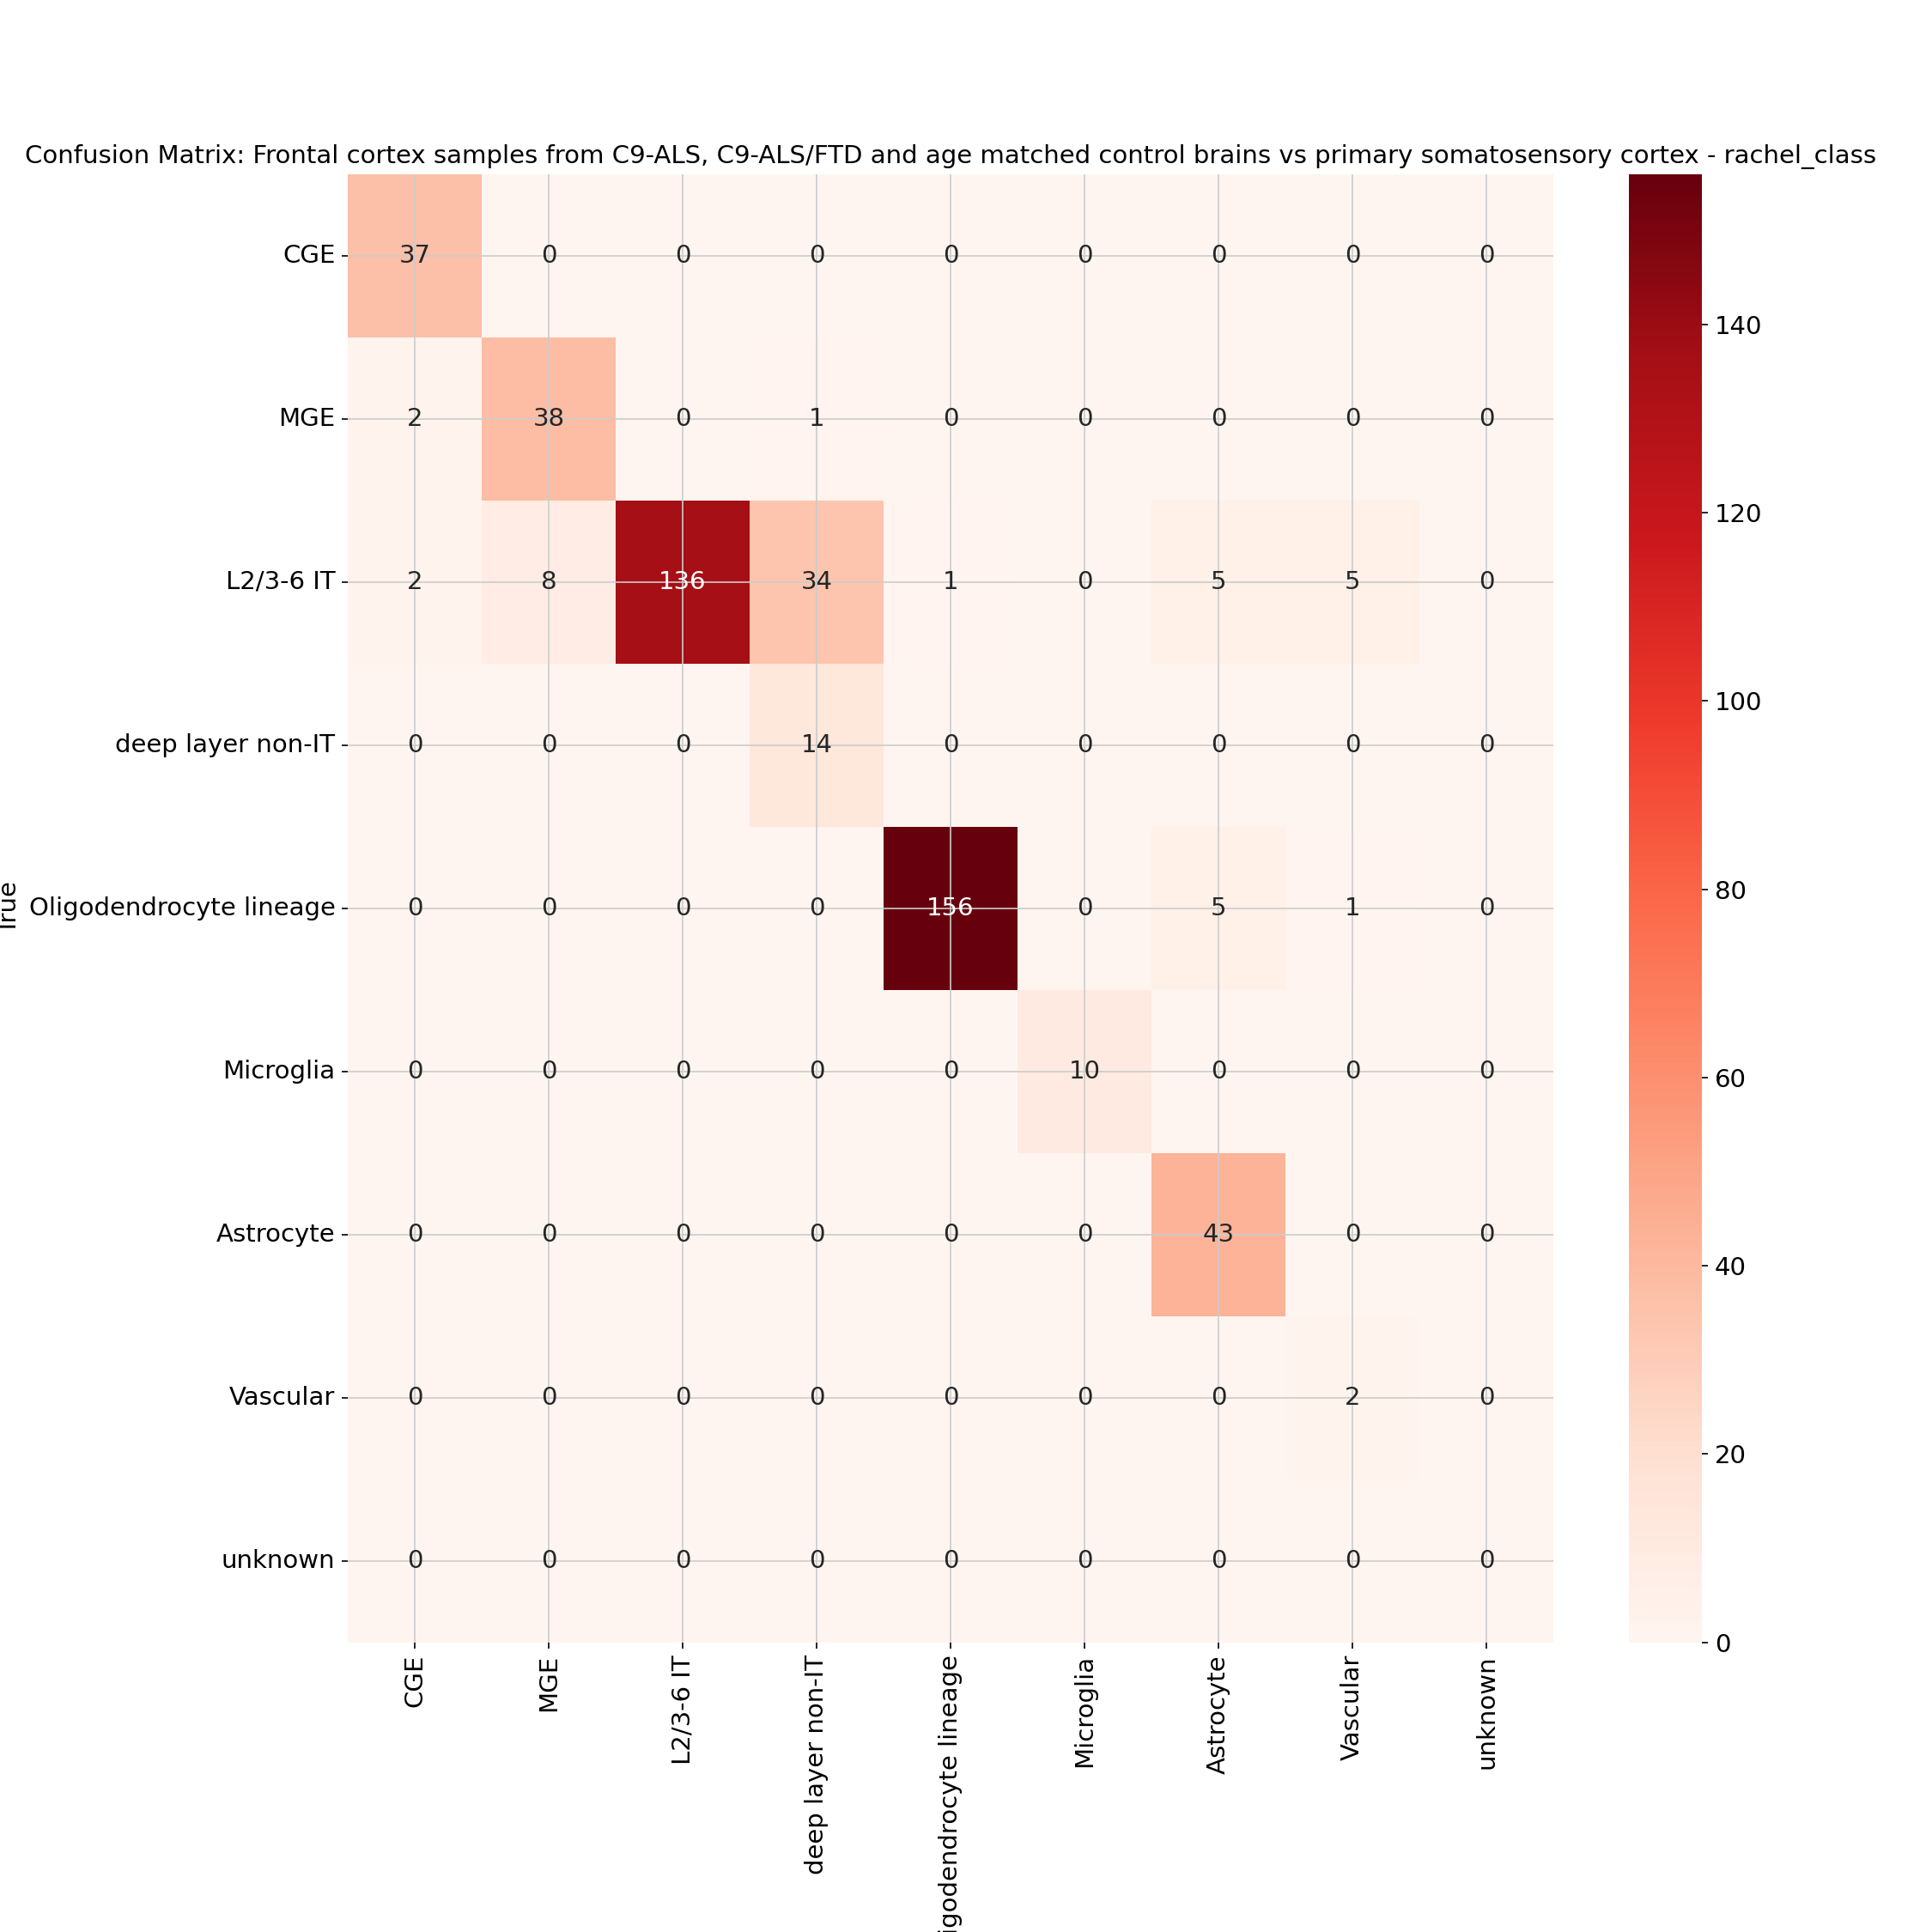 Confusion Matrix: Frontal cortex samples from C9-ALS, C9-ALS/FTD and age matched control brains vs primary somatosensory cortex - rachel_class
CGE 37 0 0 0 0 0 0 0 0
MGE 2 38 0 1 0 0 0 0 0
L2/3-6 IT 2 8 136 34 1 0 5 5 0
deep layer non-IT 0 0 0 14 0 0 0 0 0
True
Oligodendrocyte lineage 0 0 0 0 156 0 5 1 0
Microglia 0 0 0 0 0 10 0 0 0
Astrocyte 0 0 0 0 0 0 43 0 0
Vascular 0 0 0 0 0 0 0 2 0
unknown 0 0 0 0 0 0 0 0 0
CGE
MGE
L2/3-6 IT
deep layer non-IT
igodendrocyte lineage
Microglia
Astrocyte
Vascular
unknown
140
120
100
80
60
40
20
0